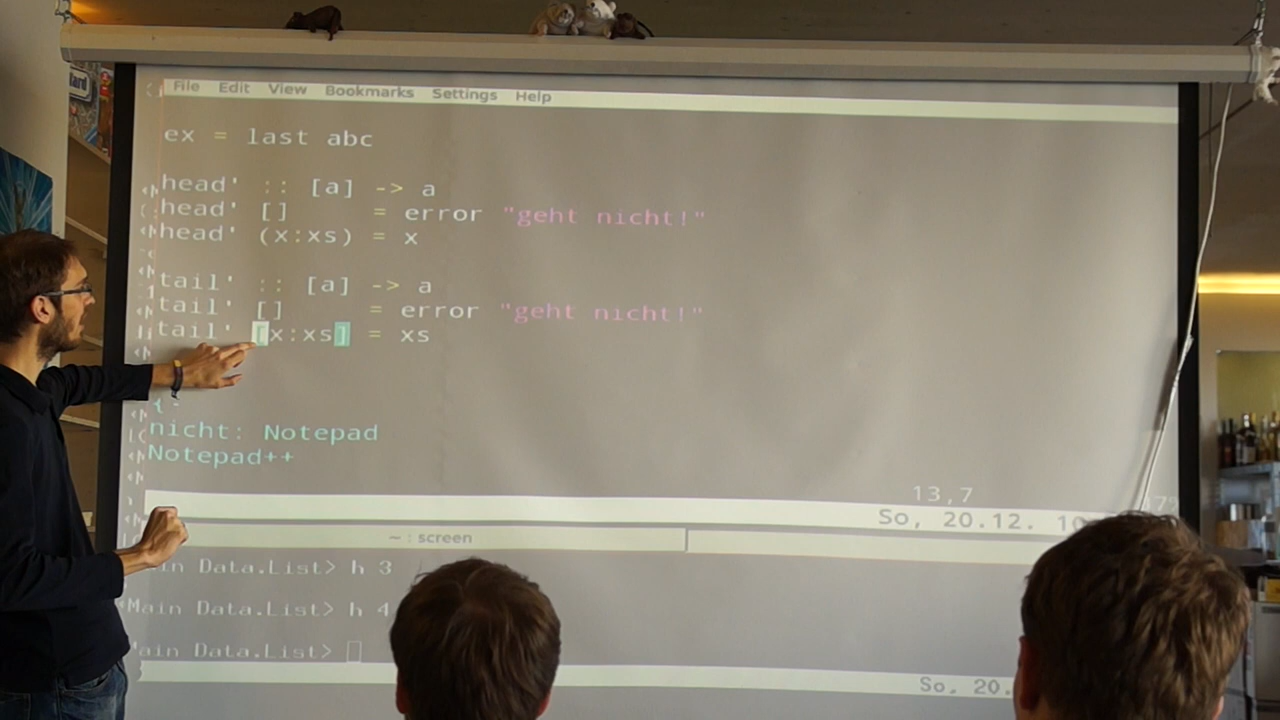 File Edit View Bookmarks Settings Help
ex = last abc
head' :: [a] -> a
head' [] = error "geht nicht!"
head' (x:xs) = x
tail' :: [a] -> a
tail' [] = error "geht nicht!"
tail' [x:xs] = xs
{-
nicht: Notepad
Notepad++
13,7
So, 20.12.
~ : screen
ain Data.List> h 3
*Main Data.List> h 4
ain Data.List>
So, 20.